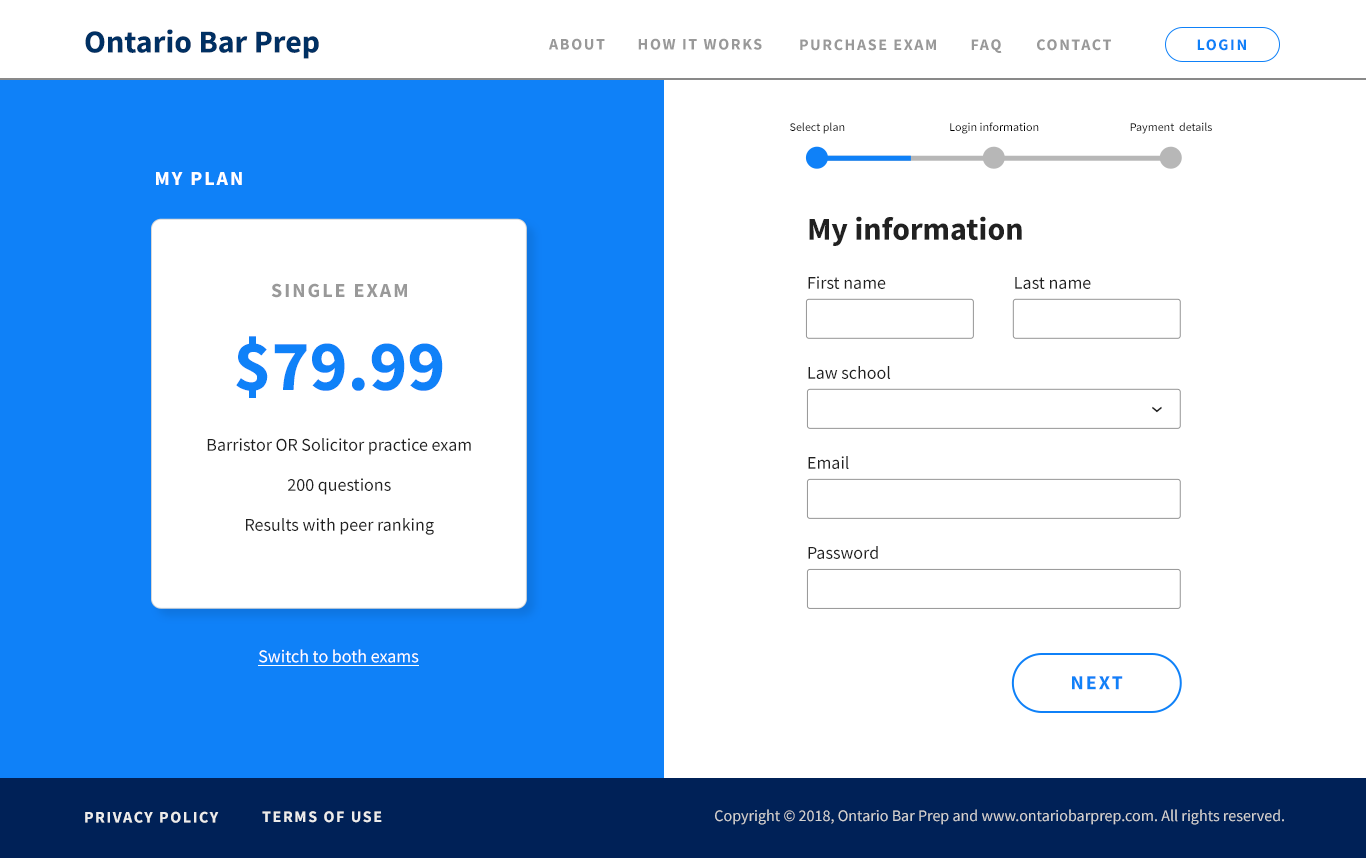 Ontario Bar Prep
ABOUT
HOW IT WORKS
PURCHASE EXAM
FAQ
CONTACT
LOGIN
MY PLAN
SINGLE EXAM
$79.99
Barristor OR Solicitor practice exam
200 questions
Results with peer ranking
Switch to both exams
Select plan
Login information
Payment details
My information
First name
Last name
Law school
Email
Password
NEXT
PRIVACY POLICY
TERMS OF USE
Copyright © 2018, Ontario Bar Prep and www.ontariobarprep.com. All rights reserved.